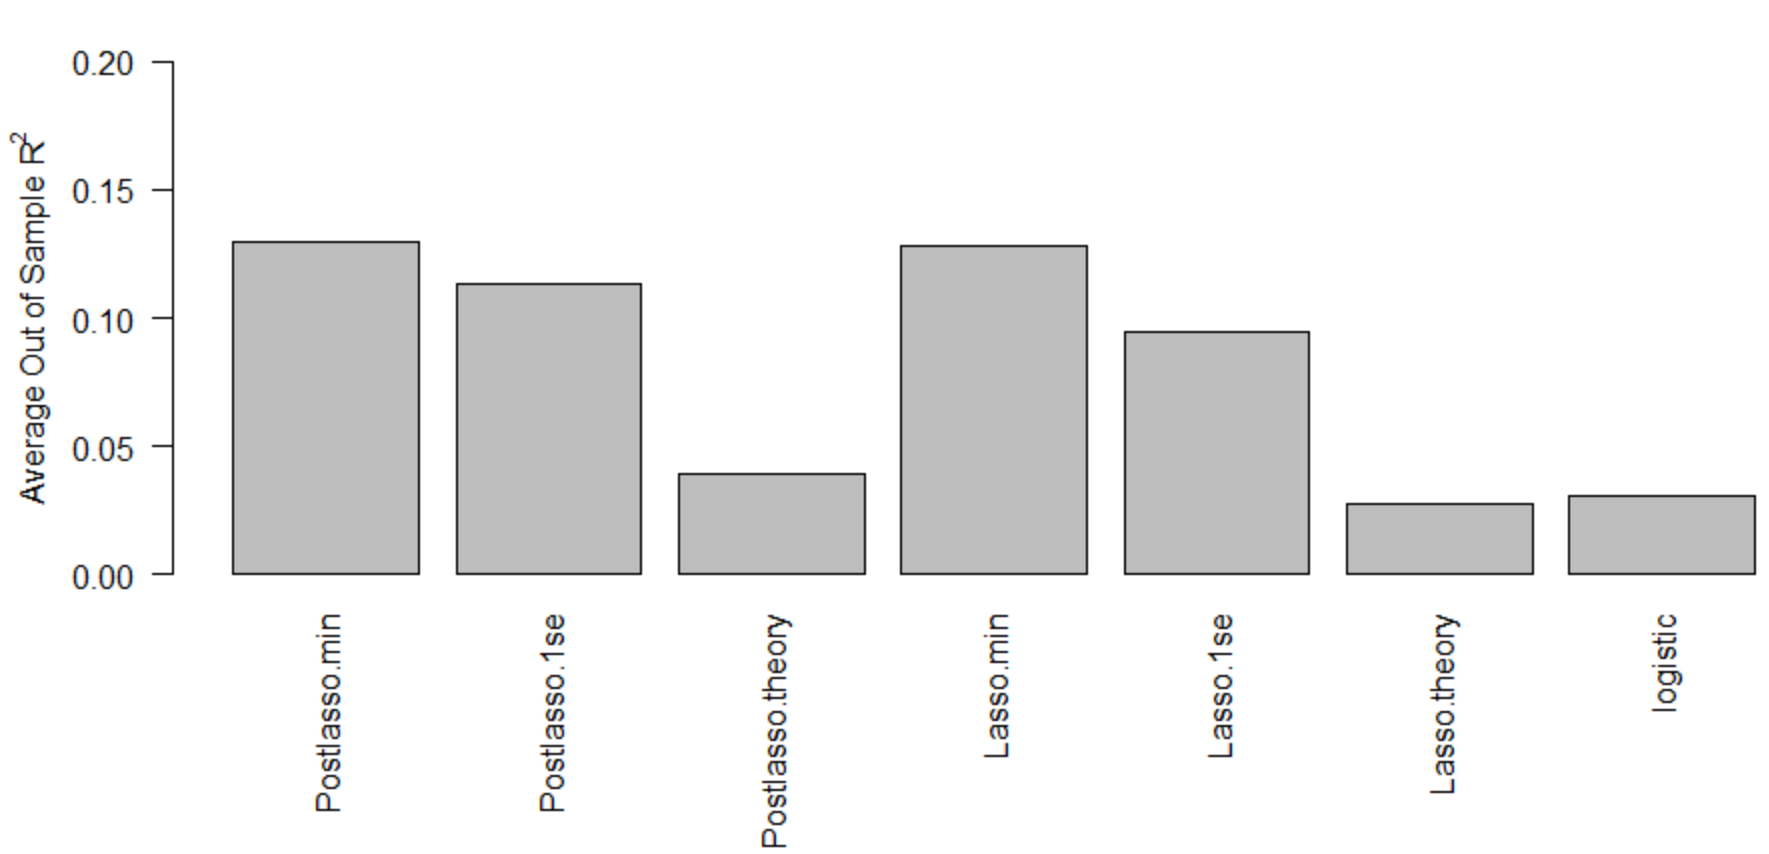 Average Out of Sample R²
0.20
0.15
0.10
0.05
0.00
Postlasso.min
Postlasso.1se
Postlasso.theory
Lasso.min
Lasso.1se
Lasso.theory
logistic